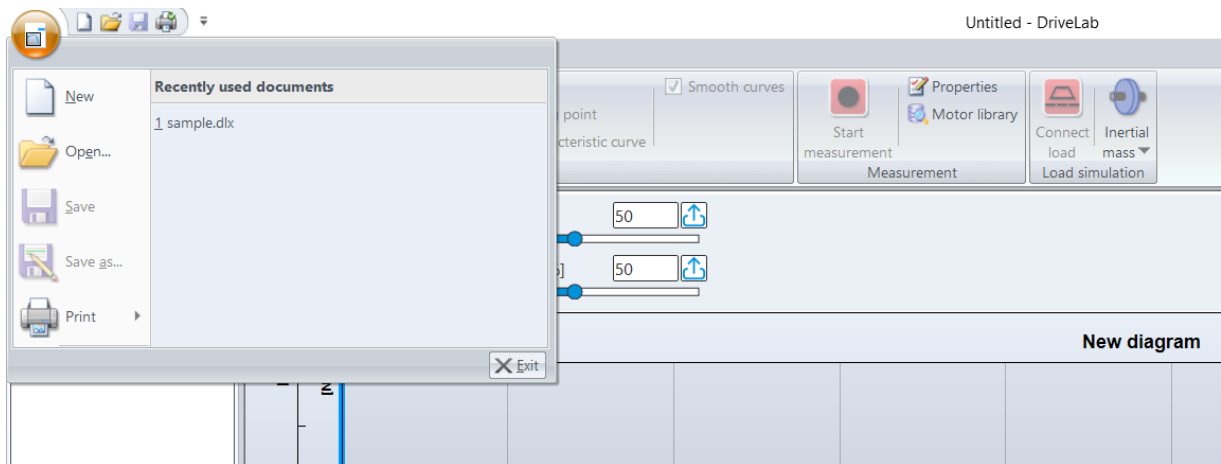 Untitled - DriveLab
New
Open...
Save
Save as...
Print
Recently used documents
1 sample.dlx
Exit
point
cteristic curve
Smooth curves
Start
measurement
Properties
Motor library
Measurement
Connect
load
Inertial
mass
Load simulation
50
]
50
New diagram
N